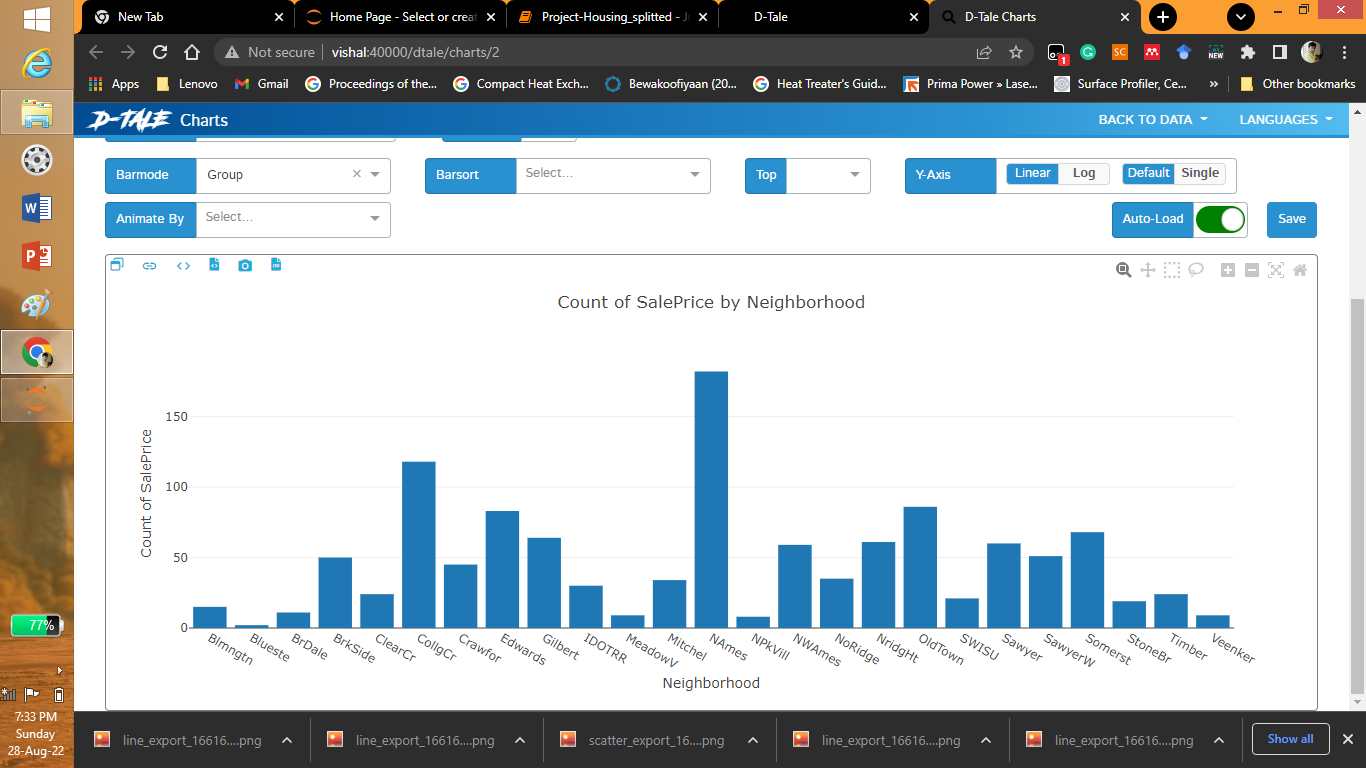 New Tab
Home Page - Select or creat
Project-Housing_splitted - J
D-Tale
D-Tale Charts
Not secure | vishal:40000/dtale/charts/2
1
SC
NEW
Apps
Lenovo
Gmail
Proceedings of the...
Compact Heat Exch...
Bewakoofiyaan (20...
Heat Treater's Guid...
Prima Power » Lase...
Surface Profiler, Ce...
»
Other bookmarks
D-TALE Charts
BACK TO DATA
LANGUAGES
Barmode Group
Barsort Select...
Top
Y-Axis Linear Log Default Single
Animate By Select...
Auto-Load
Save
Count of SalePrice by Neighborhood
Count of SalePrice
150
100
50
0
Blmngtn
Blueste
BrDale
BrkSide
ClearCr
CollgCr
Crawfor
Edwards
Gilbert
IDOTRR
MeadowV
Mitchel
NAmes
NPkVill
NWAmes
NoRidge
NridgHt
OldTown
SWISU
Sawyer
SawyerW
Somerst
StoneBr
Timber
Veenker
Neighborhood
77%
7:33 PM
Sunday
28-Aug-22
line_export_16616....png
line_export_16616....png
scatter_export_16....png
line_export_16616....png
line_export_16616....png
Show all